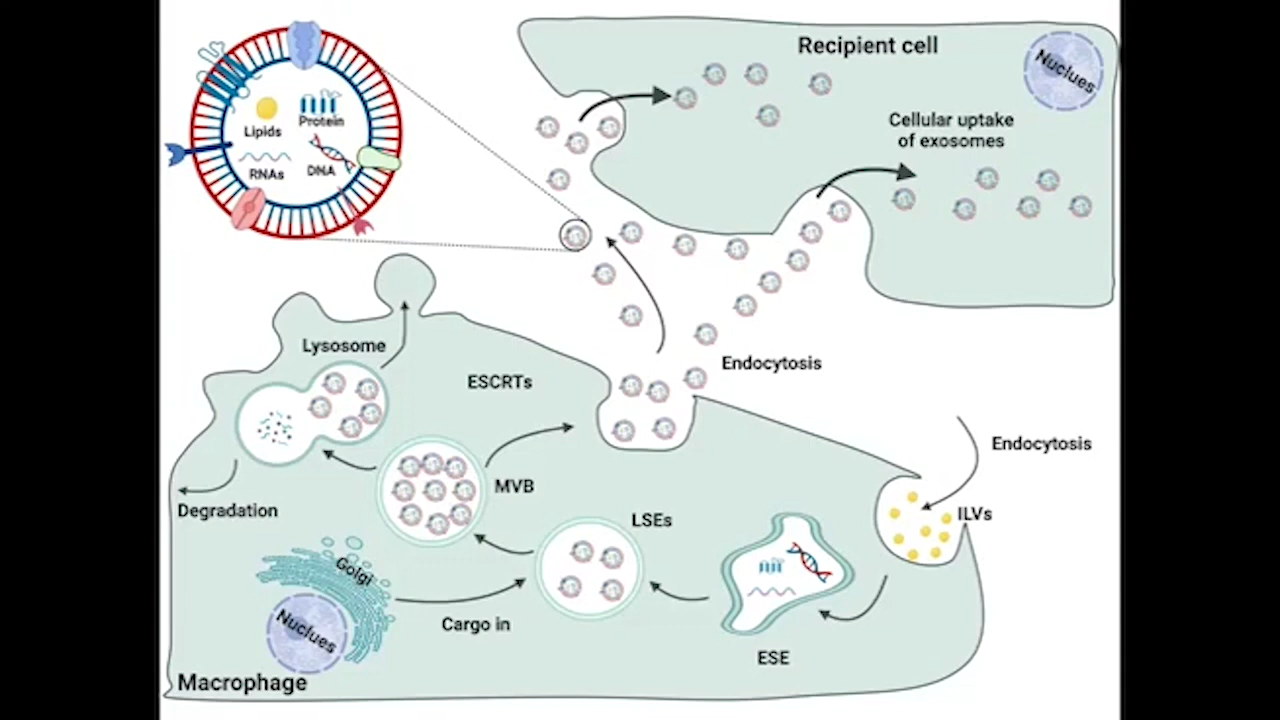 Recipient cell
Nuclues
Lipids
Protein
RNAs
DNA
Cellular uptake
of exosomes
Lysosome
ESCRTs
Endocytosis
Endocytosis
MVB
Degradation
LSEs
ILVs
Golgi
Nuclues
Cargo in
ESE
Macrophage